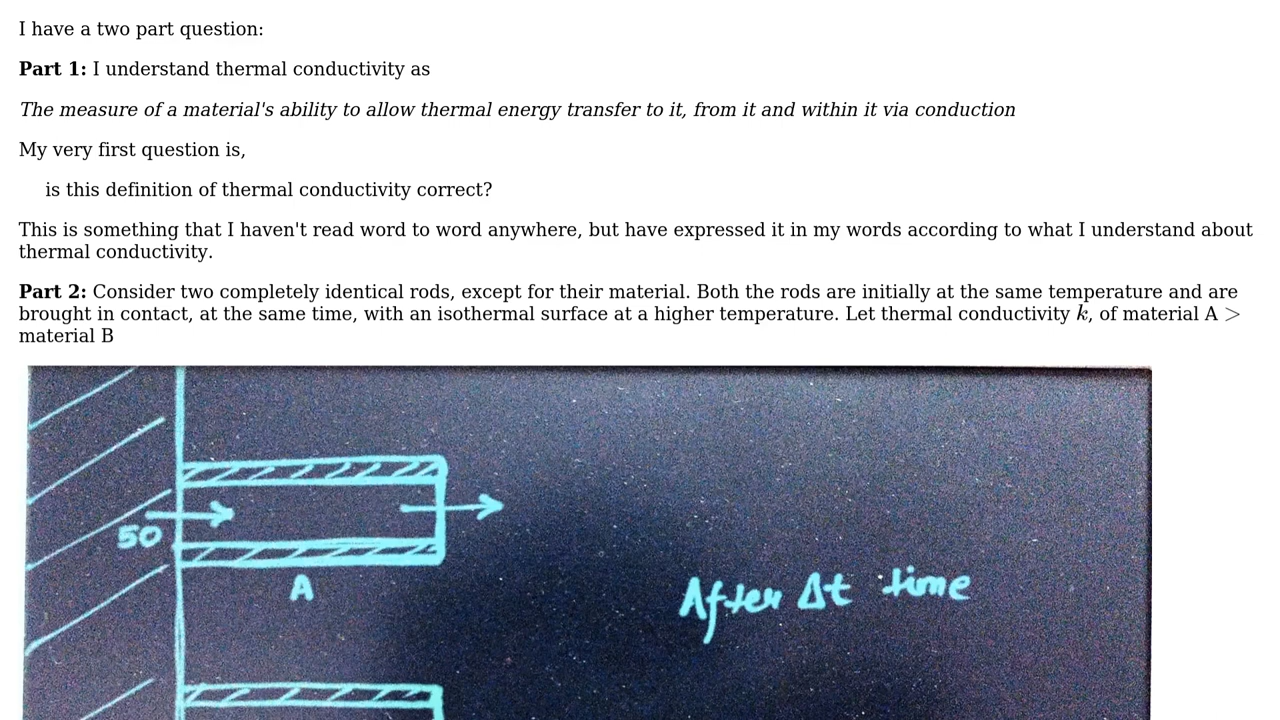 I have a two part question:
Part 1: I understand thermal conductivity as
The measure of a material's ability to allow thermal energy transfer to it, from it and within it via conduction
My very first question is,
is this definition of thermal conductivity correct?
This is something that I haven't read word to word anywhere, but have expressed it in my words according to what I understand about
thermal conductivity.
Part 2: Consider two completely identical rods, except for their material. Both the rods are initially at the same temperature and are
brought in contact, at the same time, with an isothermal surface at a higher temperature. Let thermal conductivity k, of material A >
material B
50
A
After Δt time